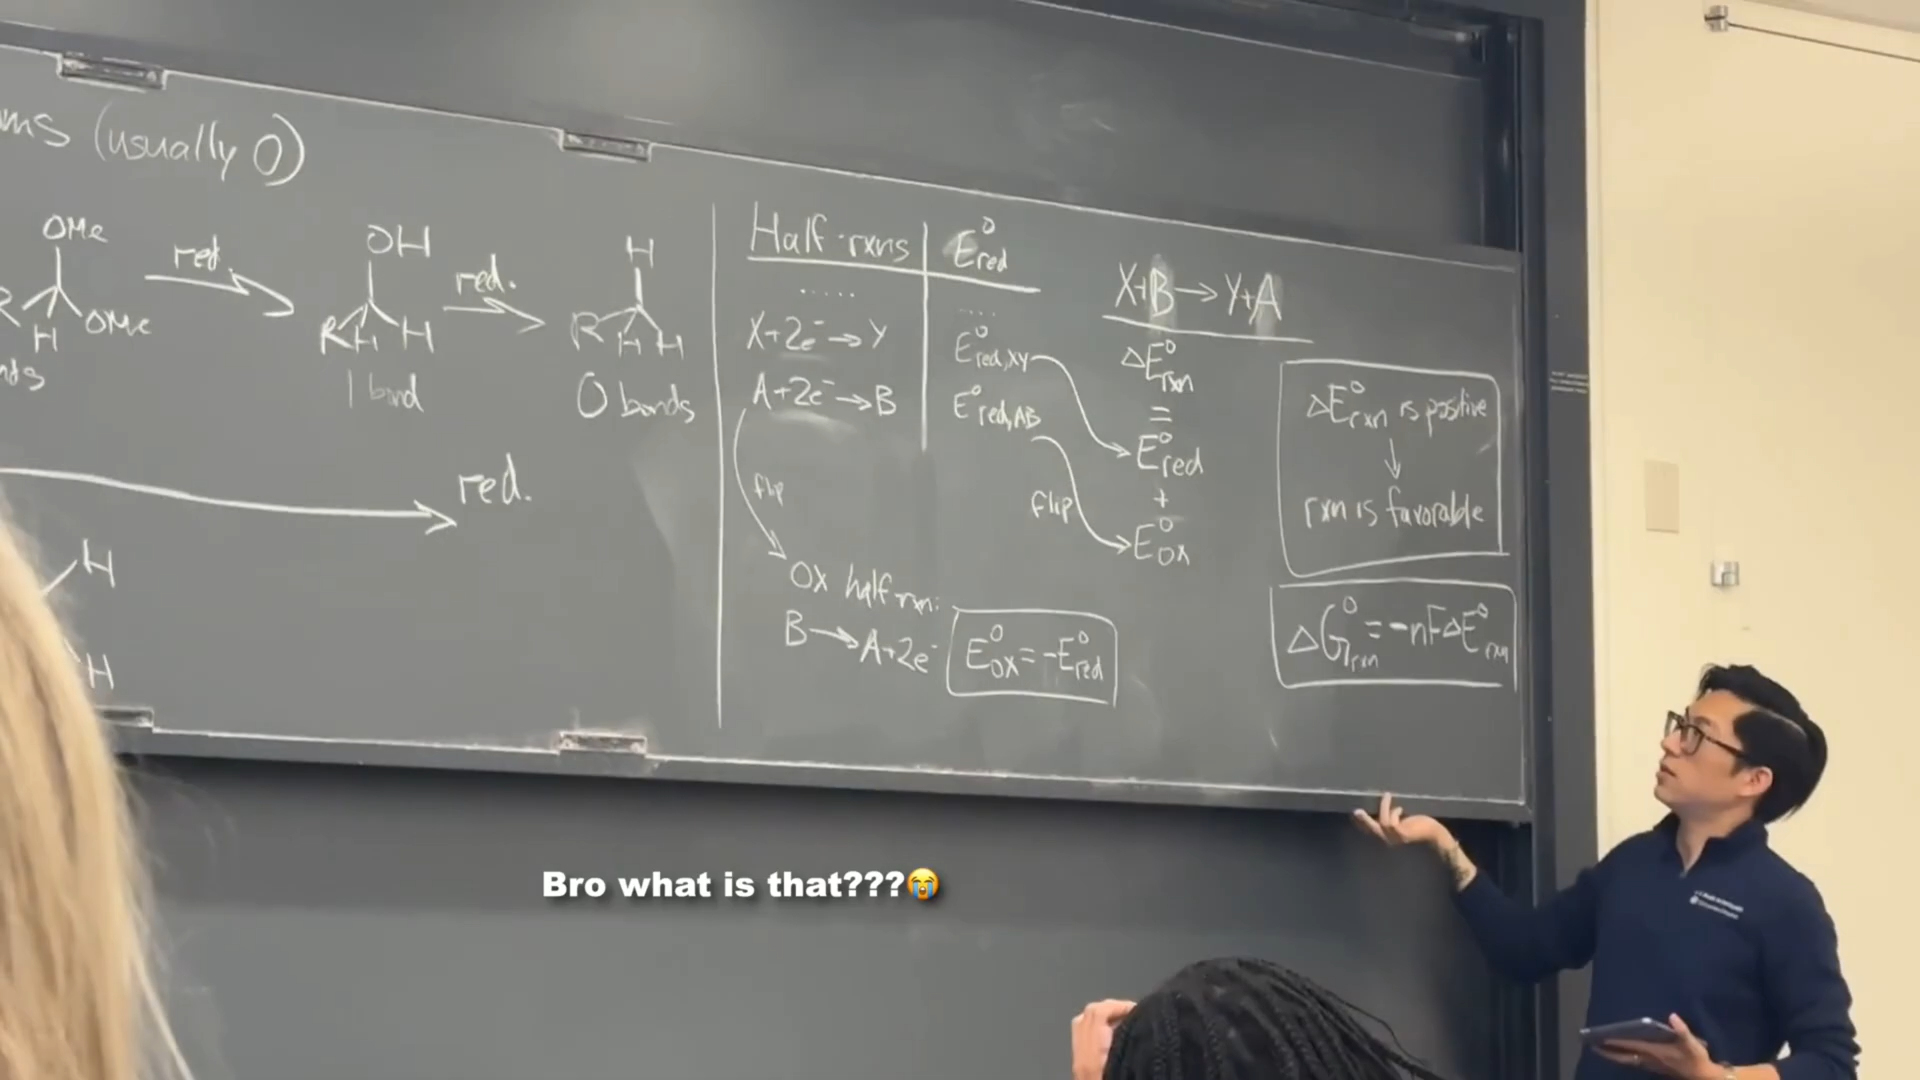 (usually 0)
OMe
R
H
OMe
red.
OH
R
H
H
1 bond
red.
H
R
H
H
0 bonds
red.
H
H
Half-rxns
E°red
.....
....
X+2e⁻→Y
E°red,XY
A+2e⁻→B
E°red,AB
flip
flip
Ox half rxn:
B→A+2e⁻
E°ox=-E°red
X+B→Y+A
ΔE°rxn
=
E°red
+
E°ox
ΔE°rxn is positive
↓
rxn is favorable
ΔG°rxn=-nFΔE°rxn
Bro what is that???😭